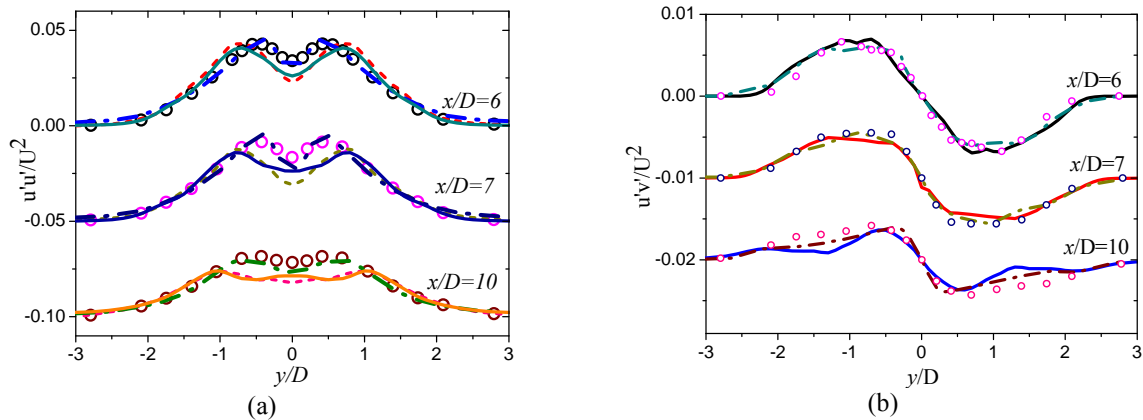 0.05
0.00
-0.05
-0.10
u'u'/U²
x/D=6
x/D=7
x/D=10
-3 -2 -1 0 1 2 3
y/D
(a)
0.01
0.00
-0.01
-0.02
u'v'/U²
x/D=6
x/D=7
x/D=10
-3 -2 -1 0 1 2 3
y/D
(b)